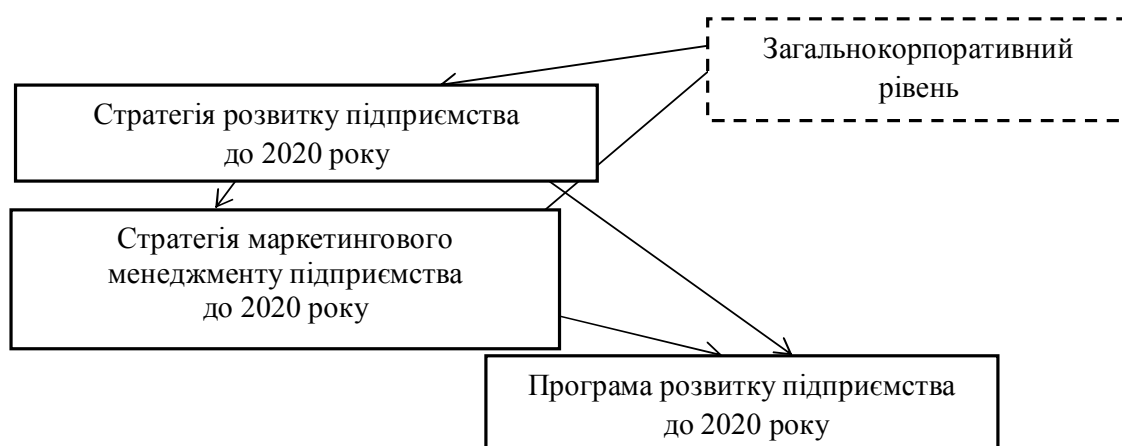 Загальнокорпоративний
рівень
Стратегія розвитку підприємства
до 2020 року
Стратегія маркетингового
менеджменту підприємства
до 2020 року
Програма розвитку підприємства
до 2020 року